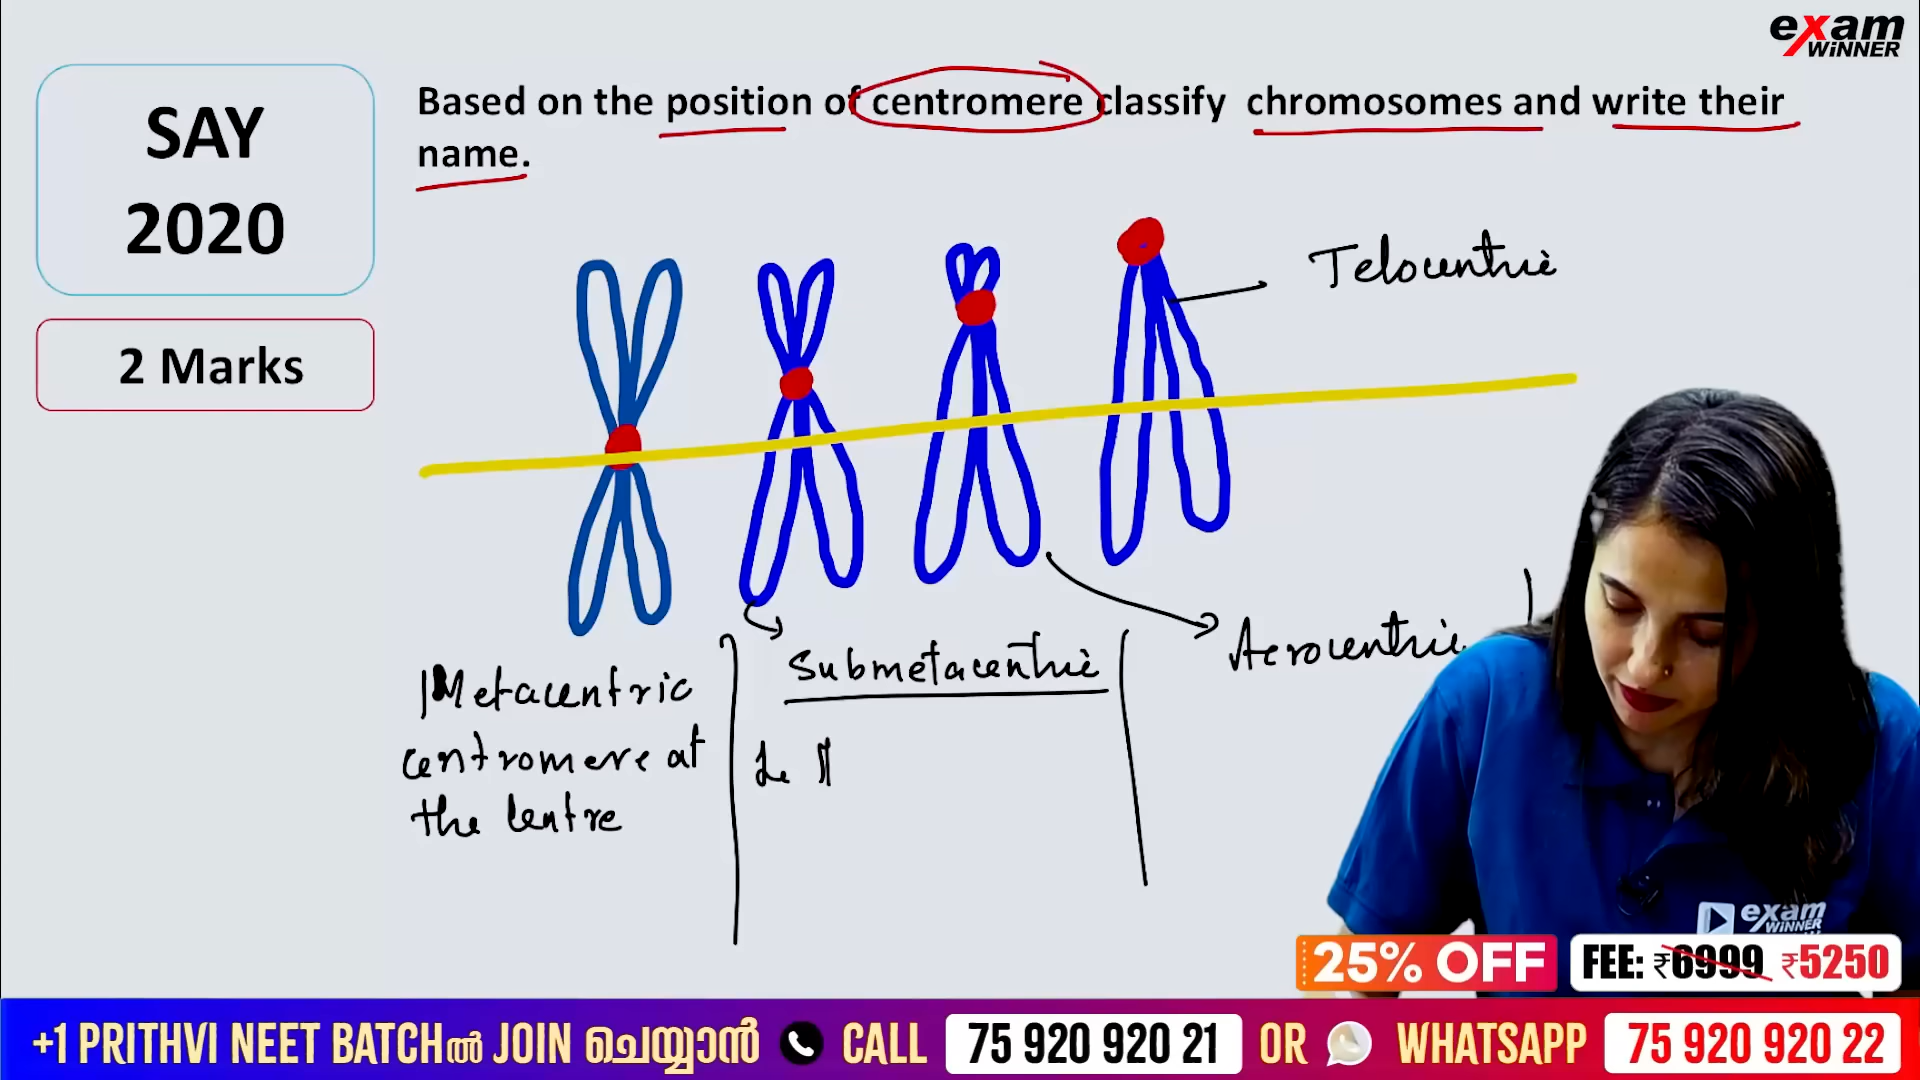 exam
WiNNER
SAY
2020
2 Marks
Based on the position of centromere classify chromosomes and write their
name.
Telocentric
Acrocentric
Submetacentric
Metacentric
centromere at
the centre
exam
WiNNER
25% OFF
FEE: ₹6999 ₹5250
+1 PRITHVI NEET BATCHൽ JOIN ചെയ്യാൻ CALL 75 920 920 21 OR WHATSAPP 75 920 920 22